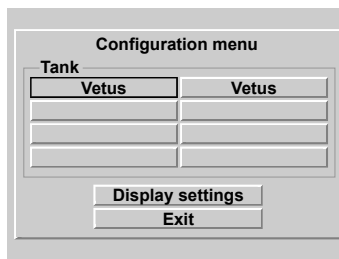 Configuration menu
Tank
Vetus Vetus
Display settings
Exit